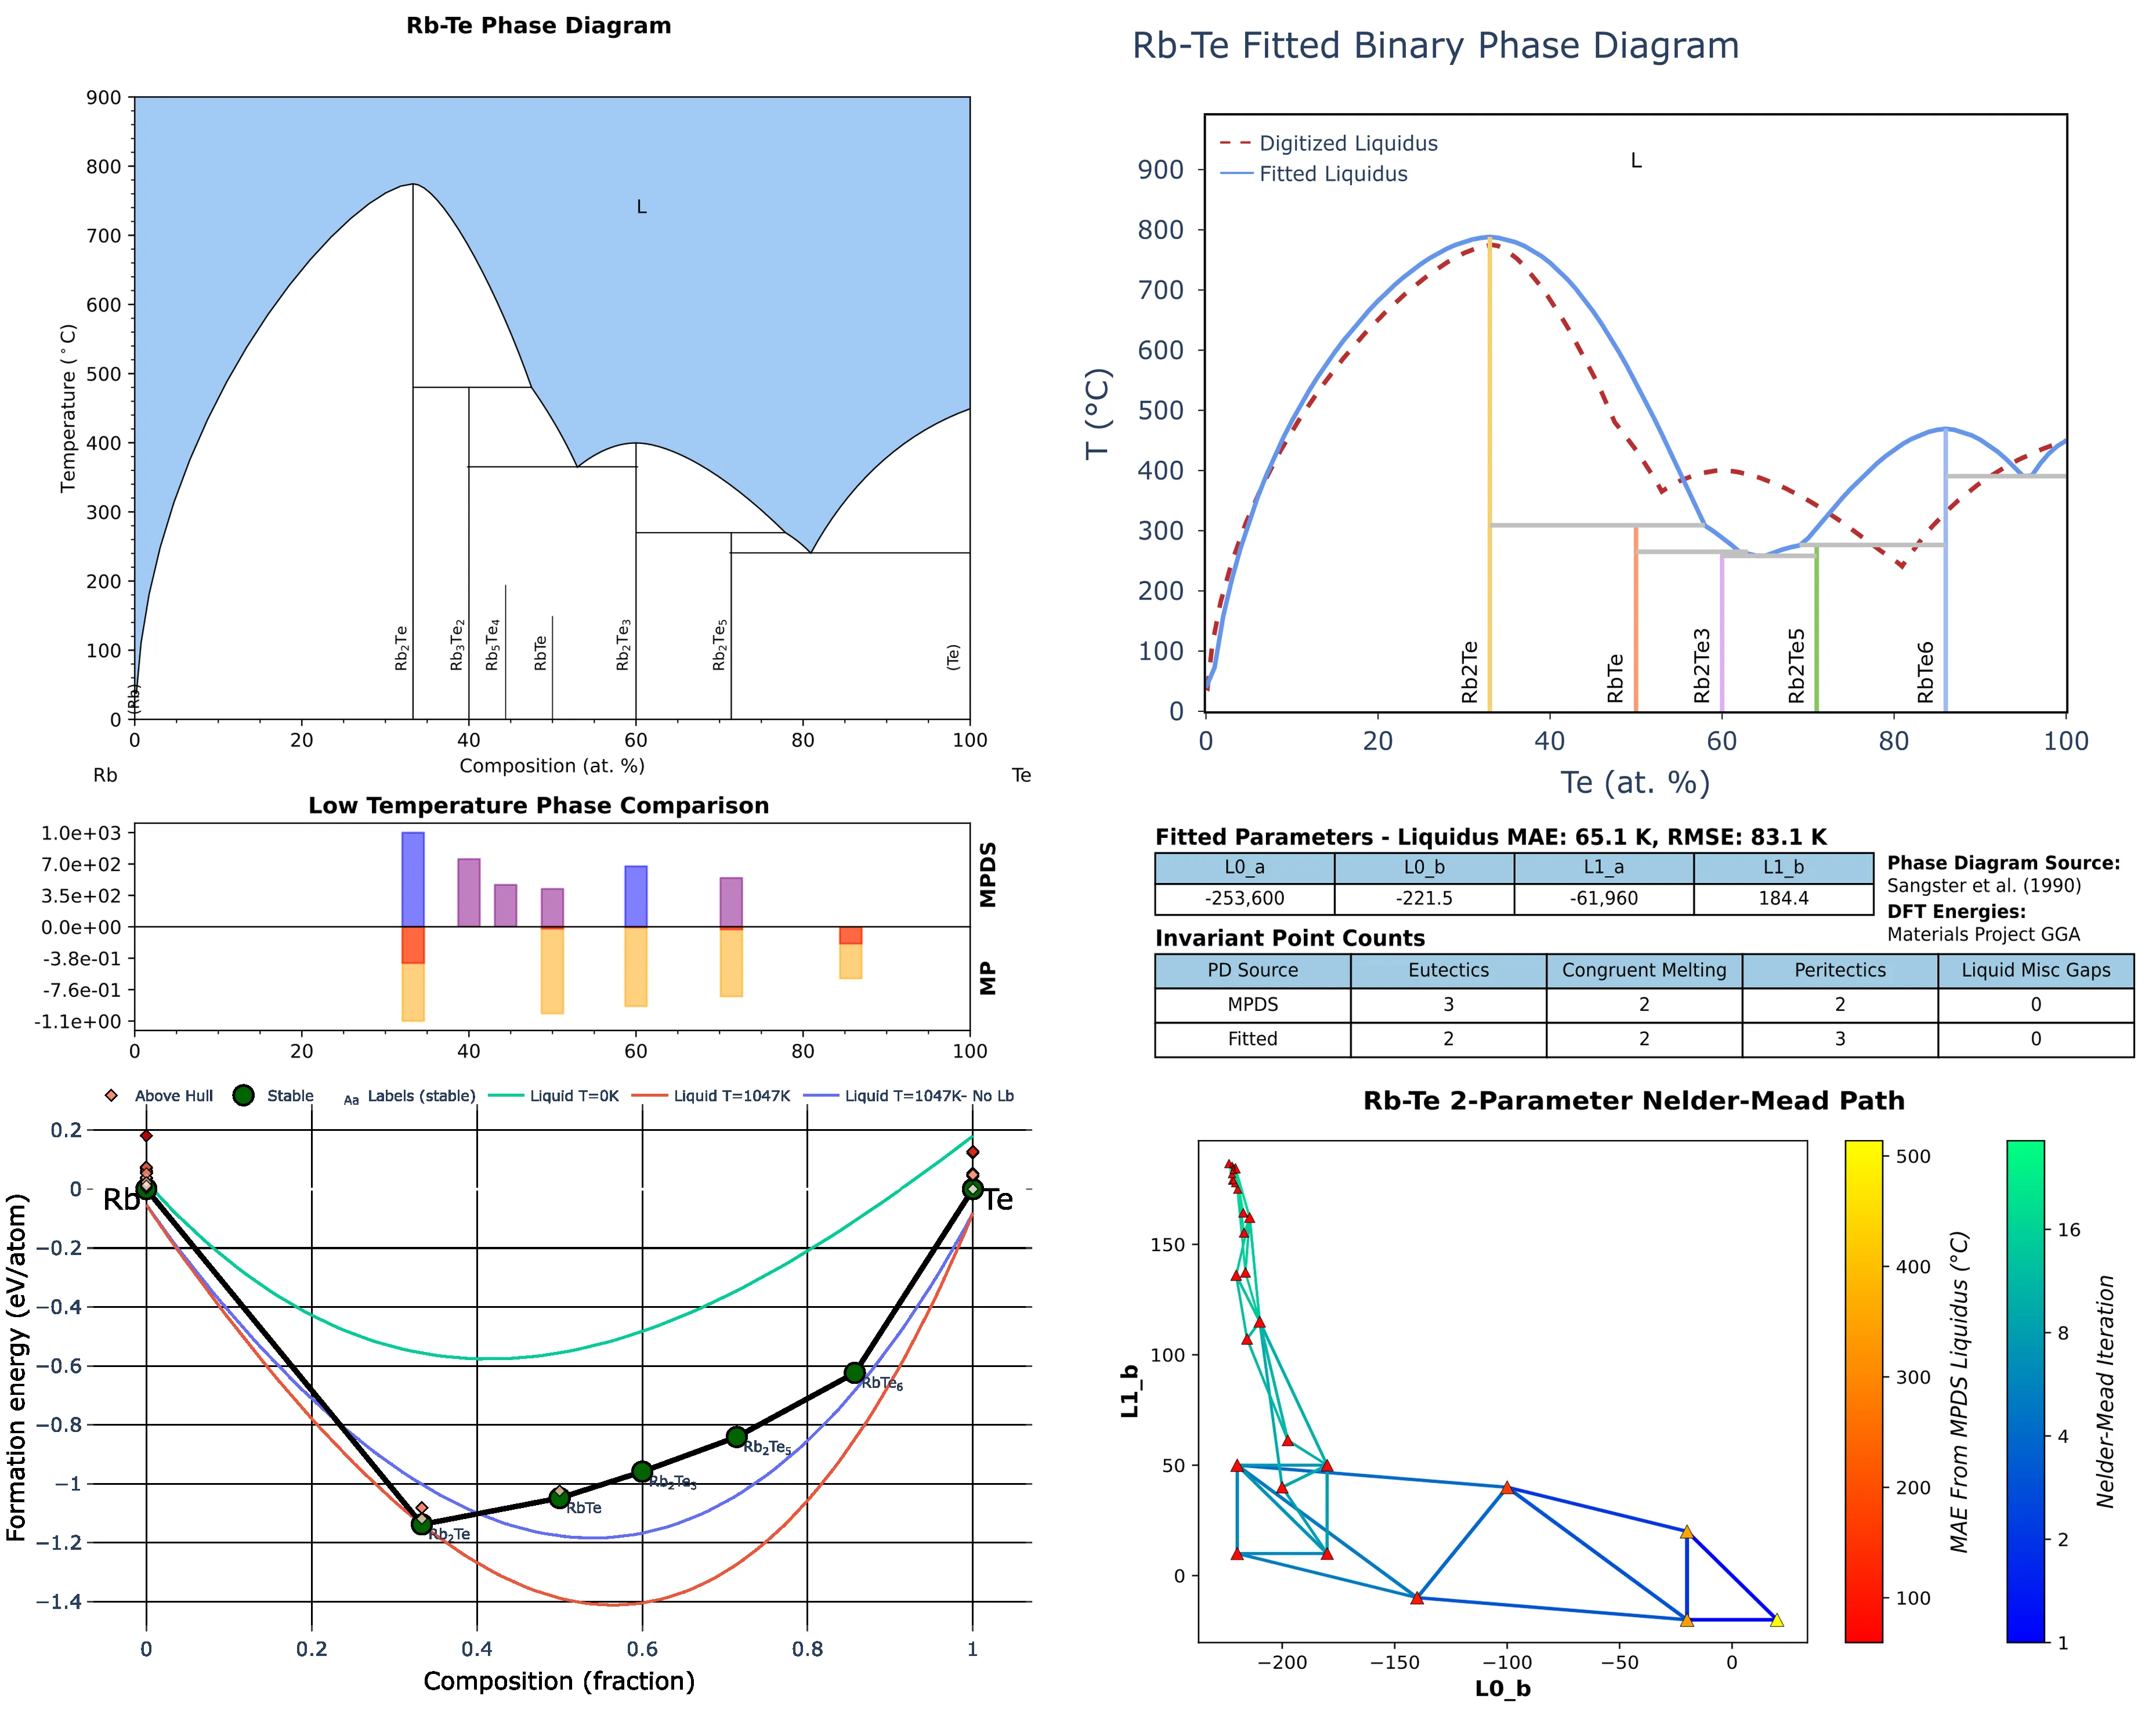 Rb-Te Phase Diagram
900
800
700
600
500
400
300
200
100
0
Temperature (°C)
L
(Rb)
Rb₂Te
Rb₃Te₂
Rb₅Te₄
RbTe
Rb₂Te₃
Rb₂Te₅
(Te)
0 20 40 60 80 100
Composition (at. %)
Rb Te
Rb-Te Fitted Binary Phase Diagram
Digitized Liquidus
Fitted Liquidus
L
900
800
700
600
500
400
300
200
100
0
T (°C)
Rb2Te
RbTe
Rb2Te3
Rb2Te5
RbTe6
0 20 40 60 80 100
Te (at. %)
Low Temperature Phase Comparison
1.0e+03
7.0e+02
3.5e+02
0.0e+00
-3.8e-01
-7.6e-01
-1.1e+00
MPDS
MP
0 20 40 60 80 100
Fitted Parameters - Liquidus MAE: 65.1 K, RMSE: 83.1 K
L0_a L0_b L1_a L1_b
-253,600 -221.5 -61,960 184.4
Phase Diagram Source:
Sangster et al. (1990)
DFT Energies:
Materials Project GGA
Invariant Point Counts
PD Source Eutectics Congruent Melting Peritectics Liquid Misc Gaps
MPDS 3 2 2 0
Fitted 2 2 3 0
Above Hull Stable Aa Labels (stable) Liquid T=0K Liquid T=1047K Liquid T=1047K- No Lb
0.2
0
−0.2
−0.4
−0.6
−0.8
−1
−1.2
−1.4
Formation energy (eV/atom)
Rb
Te
RbTe₆
Rb₂Te₅
Rb₂Te₃
RbTe
Rb₂Te
0 0.2 0.4 0.6 0.8 1
Composition (fraction)
Rb-Te 2-Parameter Nelder-Mead Path
150
100
50
0
L1_b
−200 −150 −100 −50 0
L0_b
500
400
300
200
100
MAE From MPDS Liquidus (°C)
16
8
4
2
1
Nelder-Mead Iteration